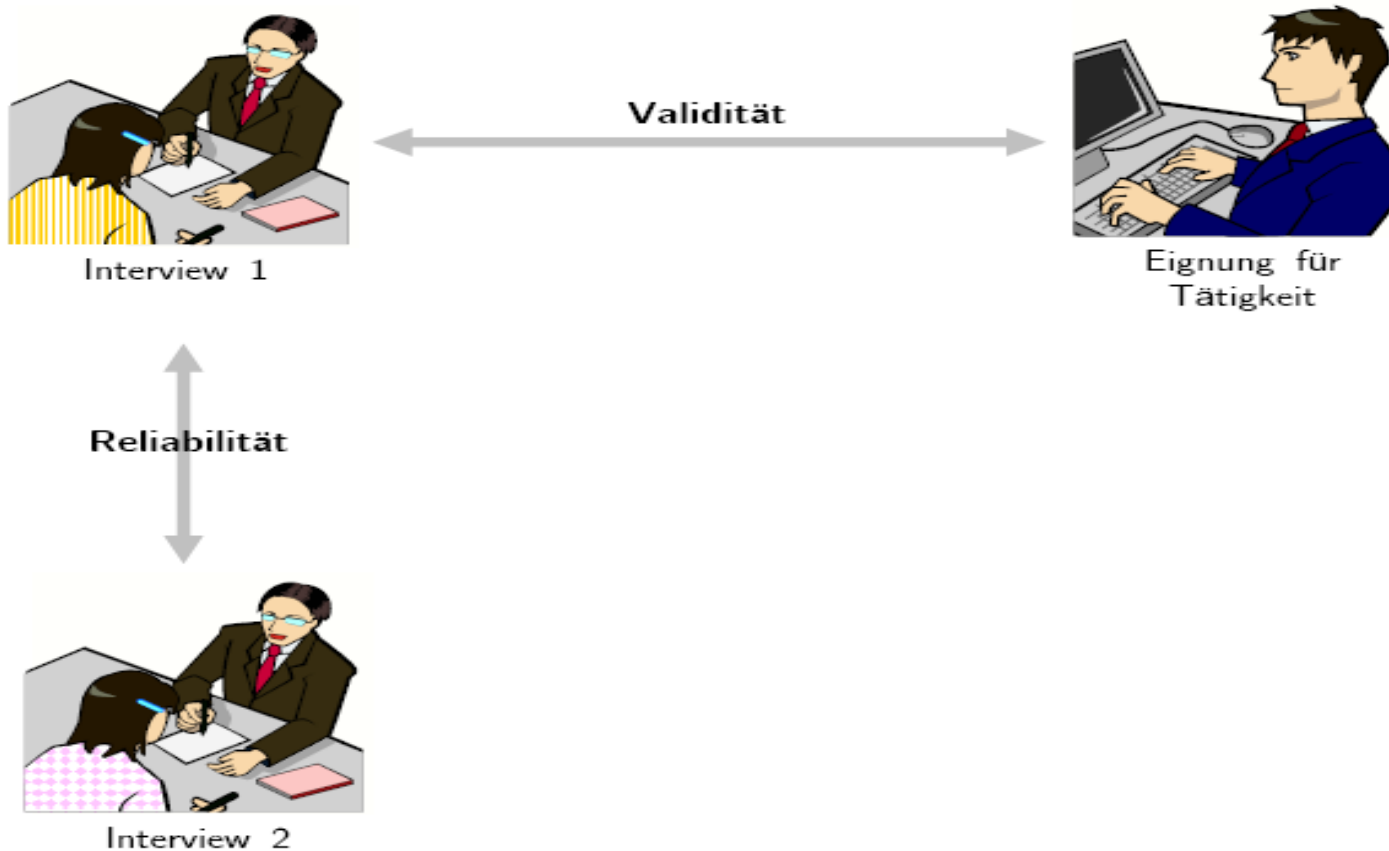 Validität
Interview 1
Eignung für
Tätigkeit
Reliabilität
Interview 2